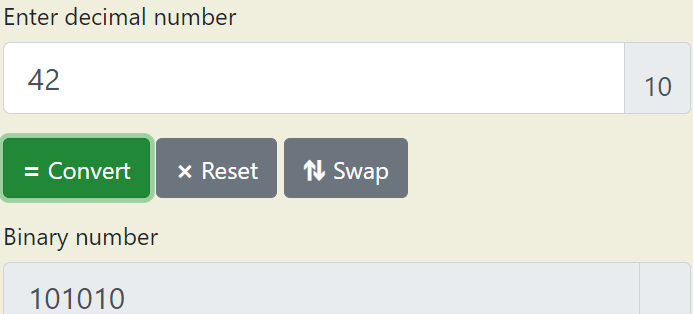 Enter decimal number
42
10
= Convert × Reset ⇅ Swap
Binary number
101010